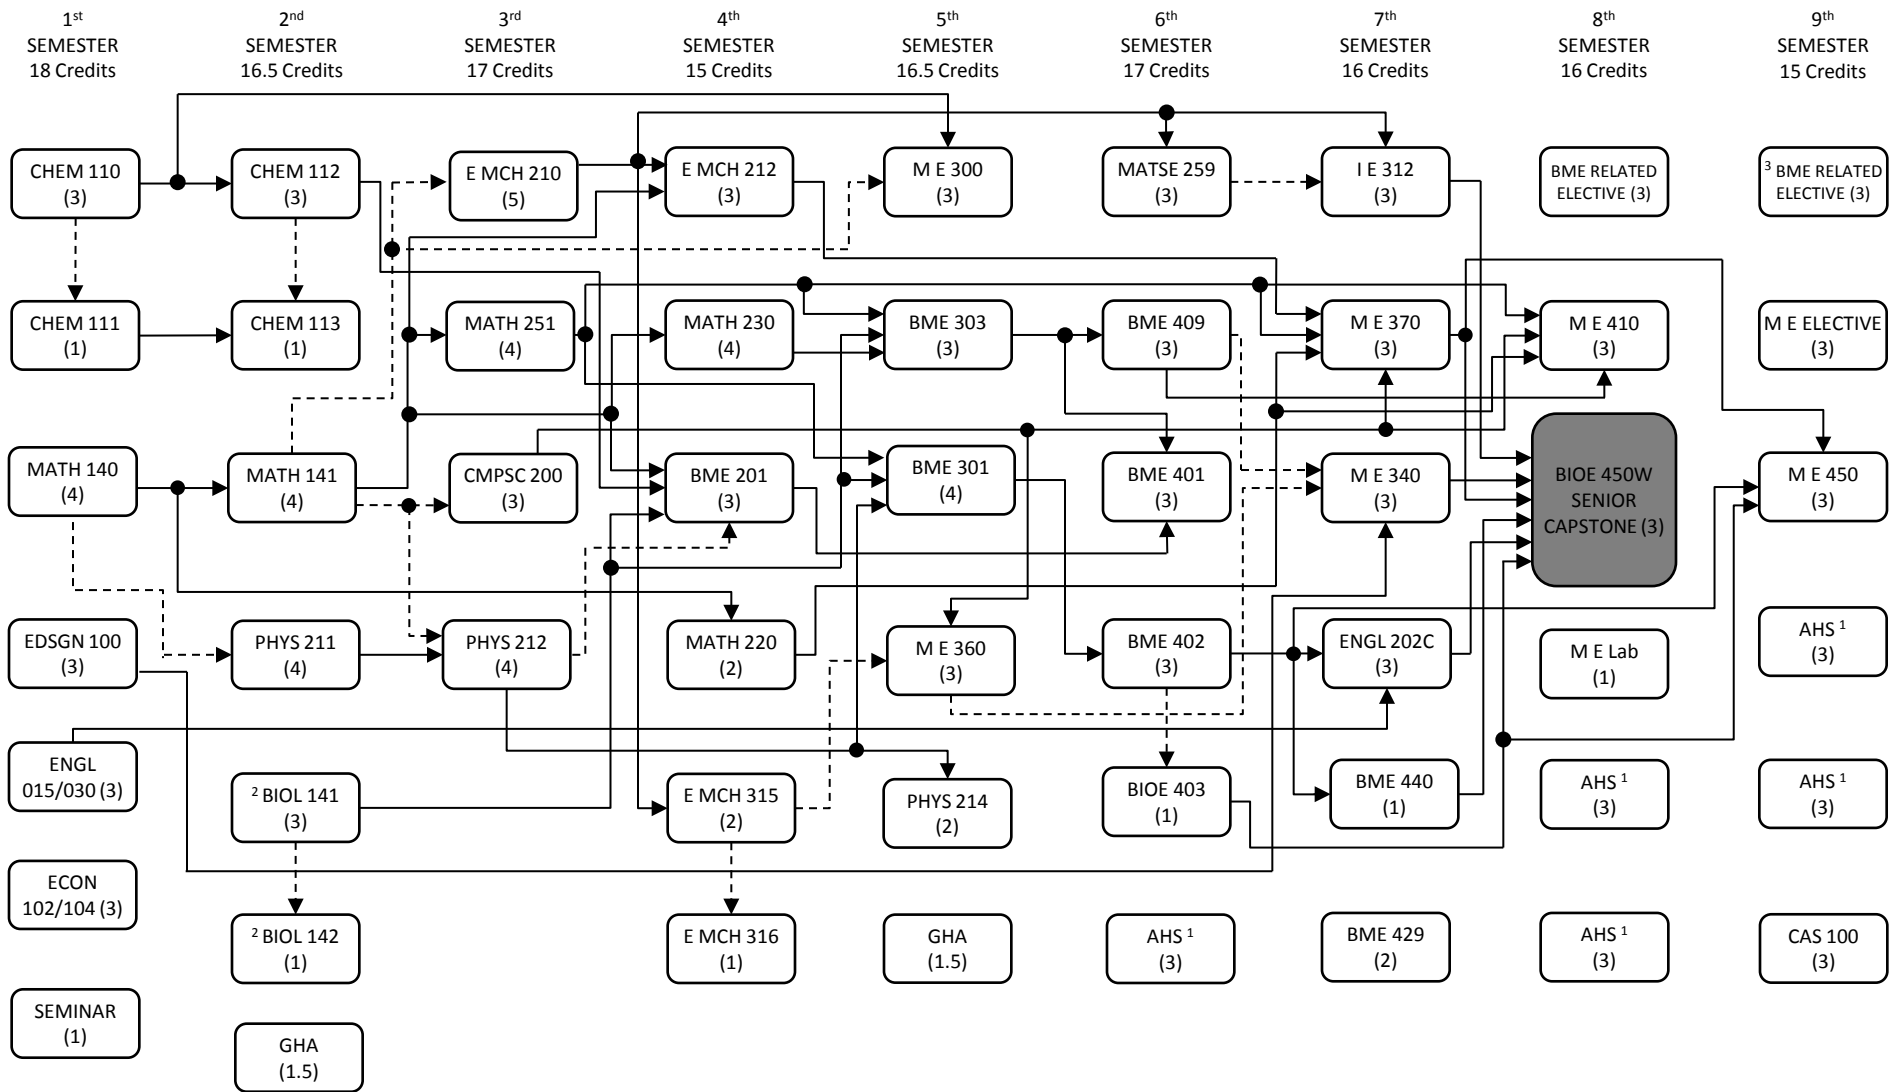 1st
SEMESTER
18 Credits
2nd
SEMESTER
16.5 Credits
3rd
SEMESTER
17 Credits
4th
SEMESTER
15 Credits
5th
SEMESTER
16.5 Credits
6th
SEMESTER
17 Credits
7th
SEMESTER
16 Credits
8th
SEMESTER
16 Credits
9th
SEMESTER
15 Credits
CHEM 110
(3)
CHEM 112
(3)
E MCH 210
(5)
E MCH 212
(3)
M E 300
(3)
MATSE 259
(3)
I E 312
(3)
BME RELATED
ELECTIVE (3)
3 BME RELATED
ELECTIVE (3)
CHEM 111
(1)
CHEM 113
(1)
MATH 251
(4)
MATH 230
(4)
BME 303
(3)
BME 409
(3)
M E 370
(3)
M E 410
(3)
M E ELECTIVE
(3)
MATH 140
(4)
MATH 141
(4)
CMPSC 200
(3)
BME 201
(3)
BME 301
(4)
BME 401
(3)
M E 340
(3)
BIOE 450W
SENIOR
CAPSTONE (3)
M E 450
(3)
EDSGN 100
(3)
PHYS 211
(4)
PHYS 212
(4)
MATH 220
(2)
M E 360
(3)
BME 402
(3)
ENGL 202C
(3)
M E Lab
(1)
AHS 1
(3)
ENGL
015/030 (3)
2 BIOL 141
(3)
E MCH 315
(2)
PHYS 214
(2)
BIOE 403
(1)
BME 440
(1)
AHS 1
(3)
AHS 1
(3)
ECON
102/104 (3)
2 BIOL 142
(1)
E MCH 316
(1)
GHA
(1.5)
AHS 1
(3)
BME 429
(2)
AHS 1
(3)
CAS 100
(3)
SEMINAR
(1)
GHA
(1.5)